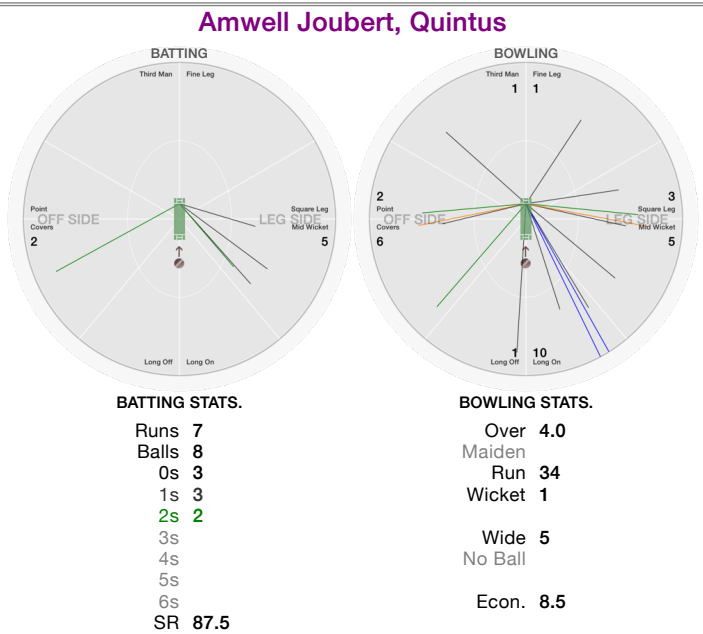 Amwell Joubert, Quintus
BATTING
Third Man Fine Leg
Point
OFF SIDE
Covers
2
Square Leg
LEG SIDE
Mid Wicket
5
Long Off Long On
BATTING STATS.
Runs 7
Balls 8
0s 3
1s 3
2s 2
3s
4s
5s
6s
SR 87.5
BOWLING
Third Man Fine Leg
1 1
2
Point
OFF SIDE
Covers
6
3
Square Leg
LEG SIDE
Mid Wicket
5
1 10
Long Off Long On
BOWLING STATS.
Over 4.0
Maiden
Run 34
Wicket 1
Wide 5
No Ball
Econ. 8.5